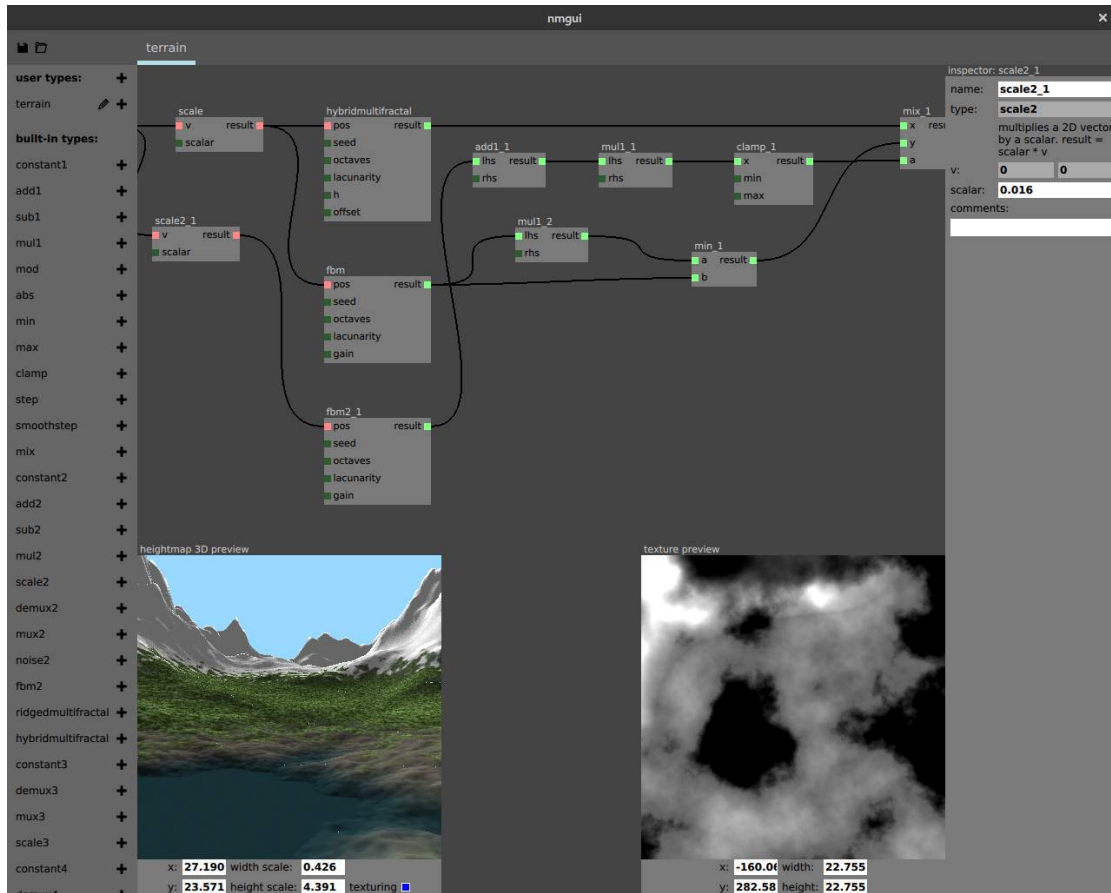 nmgui
terrain
user types:
terrain
built-in types:
constant1
add1
sub1
mul1
mod
abs
min
max
clamp
step
smoothstep
mix
constant2
add2
sub2
mul2
scale2
demux2
mux2
noise2
fbm2
ridgedmultifractal
hybridmultifractal
constant3
demux3
mux3
scale3
constant4
scale
v result
scalar
scale2_1
v result
scalar
hybridmultifractal
pos result
seed
octaves
lacunarity
h
offset
fbm
pos result
seed
octaves
lacunarity
gain
fbm2_1
pos result
seed
octaves
lacunarity
gain
add1_1
lhs result
rhs
mul1_1
lhs result
rhs
clamp_1
x result
min
max
mul1_2
lhs result
rhs
min_1
a result
b
mix_1
x resu
y
a
inspector: scale2_1
name: scale2_1
type: scale2
multiplies a 2D vector
by a scalar. result =
scalar * v
v: 0 0
scalar: 0.016
comments:
heightmap 3D preview
x: 27.190 width scale: 0.426
y: 23.571 height scale: 4.391 texturing
texture preview
x: -160.06 width: 22.755
y: 282.58 height: 22.755